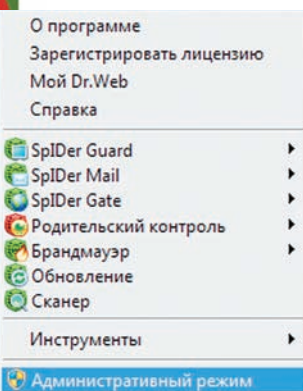 О программе
Зарегистрировать лицензию
Мой Dr.Web
Справка
SpIDer Guard
SpIDer Mail
SpIDer Gate
Родительский контроль
Брандмауэр
Обновление
Сканер
Инструменты
Административный режим